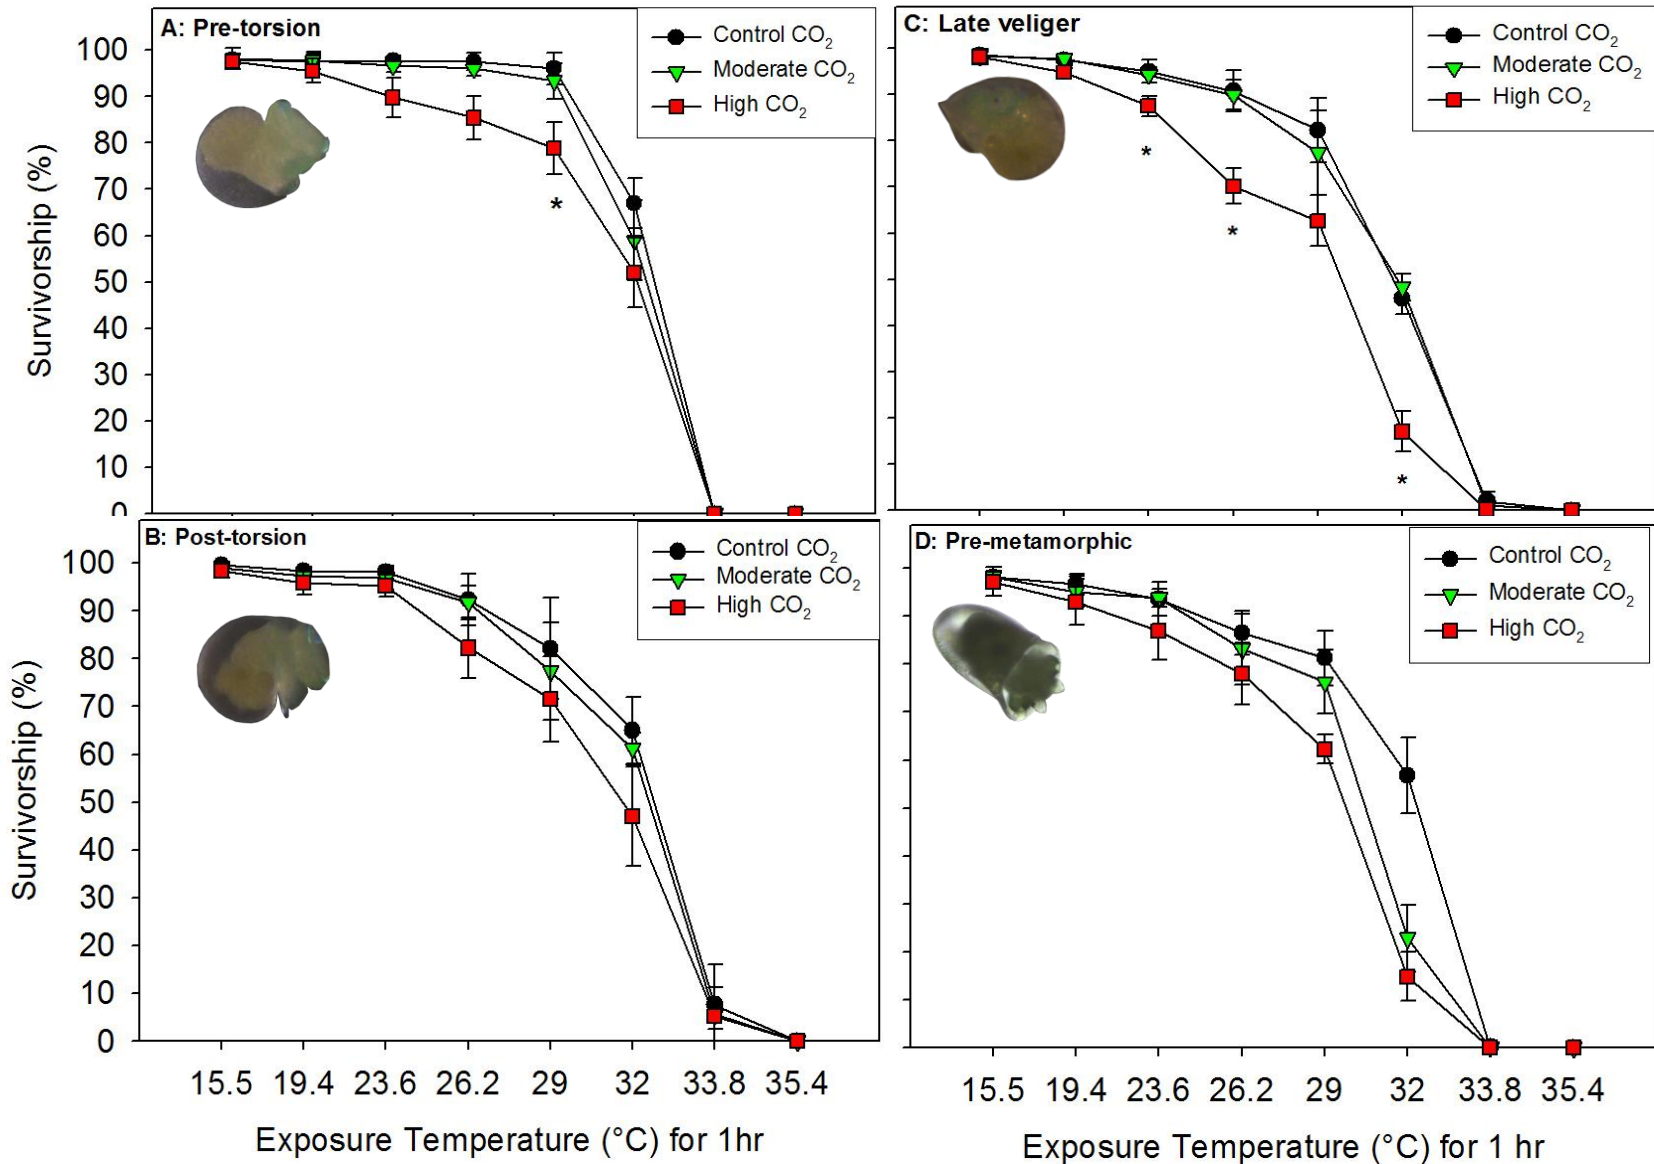 A: Pre-torsion
Control CO2
Moderate CO2
High CO2
Survivorship (%)
100
90
80
70
60
50
40
30
20
10
0
*
C: Late veliger
Control CO2
Moderate CO2
High CO2
*
*
*
B: Post-torsion
Control CO2
Moderate CO2
High CO2
Survivorship (%)
100
90
80
70
60
50
40
30
20
10
0
15.5 19.4 23.6 26.2 29 32 33.8 35.4
Exposure Temperature (°C) for 1hr
D: Pre-metamorphic
Control CO2
Moderate CO2
High CO2
15.5 19.4 23.6 26.2 29 32 33.8 35.4
Exposure Temperature (°C) for 1 hr